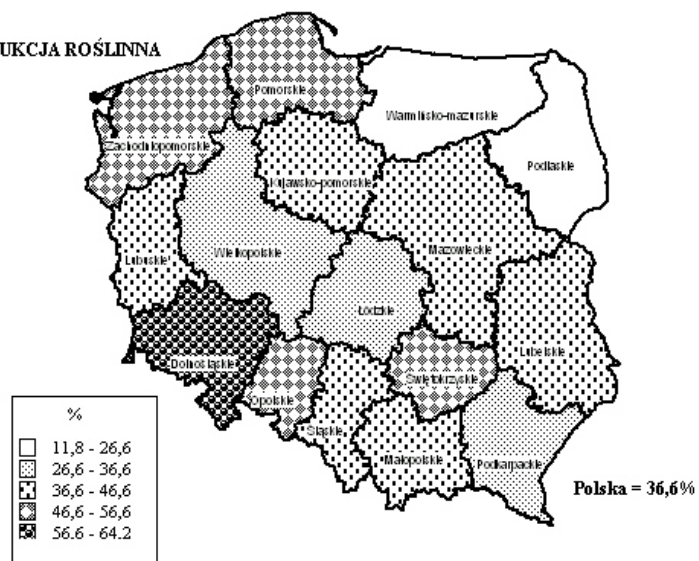 UKCJA ROŚLINNA
Pomorskie
Warmińsko-mazurskie
Zachodniopomorskie
Podlaskie
Kujawsko-pomorskie
Mazowieckie
Wielkopolskie
Lubuskie
Łódzkie
Lubelskie
Dolnośląskie
Świętokrzyskie
Opolskie
Śląskie
Małopolskie
Podkarpackie
%
11,8 - 26,6
26,6 - 36,6
36,6 - 46,6
46,6 - 56,6
56.6 - 64.2
Polska = 36,6%